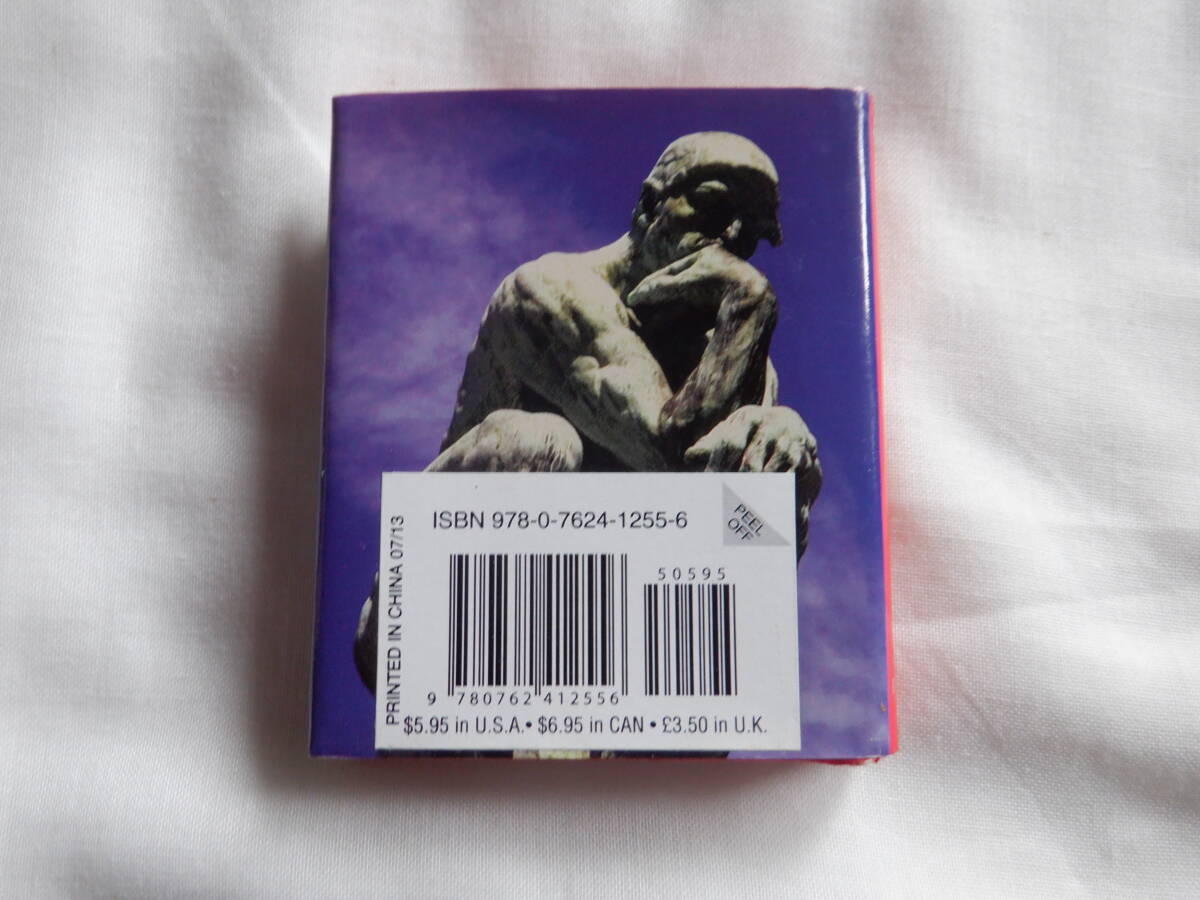 ISBN 978-0-7624-1255-6
PEEL
OFF
PRINTED IN CHINA 07/13
50595
9 780762 412556
$5.95 in U.S.A. • $6.95 in CAN • £3.50 in U.K.